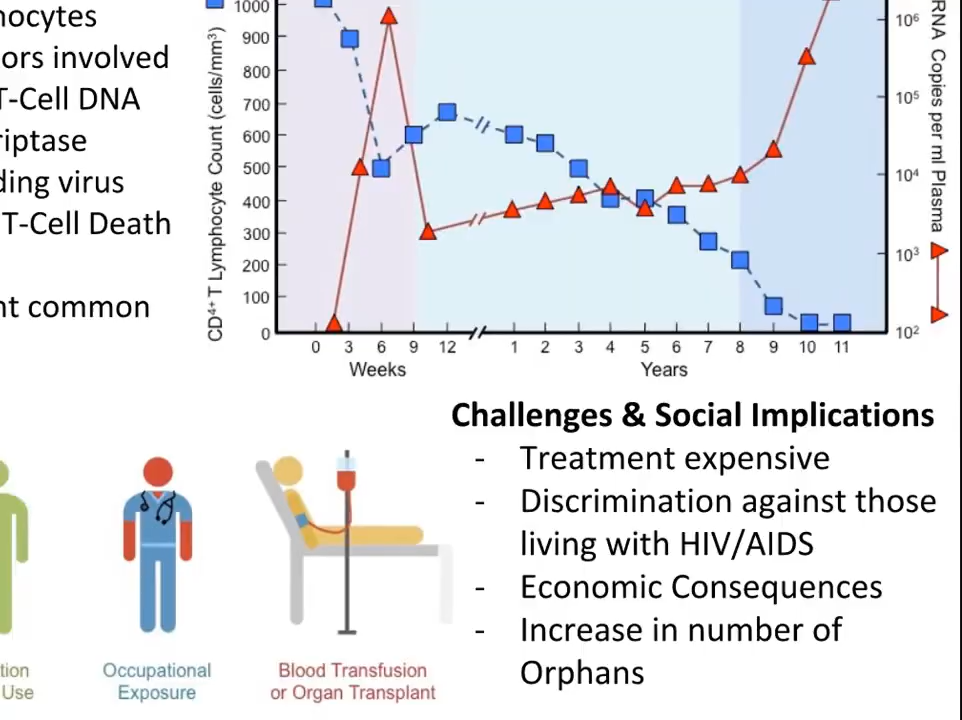 nocytes
ors involved
T-Cell DNA
riptase
ding virus
T-Cell Death
nt common
CD⁴⁺ T Lymphocyte Count (cells/mm³)
1000
900
800
700
600
500
400
300
200
100
0
0 3 6 9 12 1 2 3 4 5 6 7 8 9 10 11
Weeks Years
10⁶
10⁵
10⁴
10³
10²
RNA Copies per ml Plasma
Challenges & Social Implications
- Treatment expensive
- Discrimination against those
living with HIV/AIDS
- Economic Consequences
- Increase in number of
Orphans
tion
Use
Occupational
Exposure
Blood Transfusion
or Organ Transplant